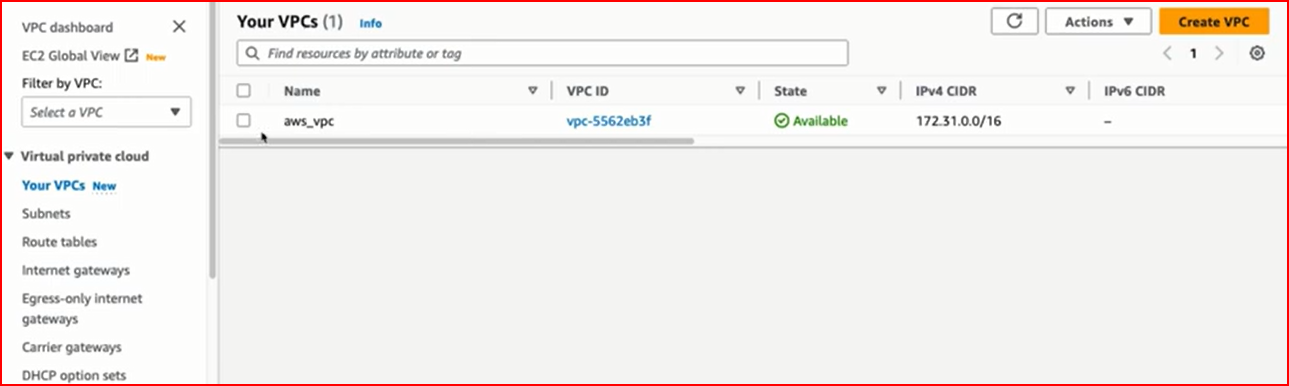 VPC dashboard
EC2 Global View New
Filter by VPC:
Select a VPC
Virtual private cloud
Your VPCs New
Subnets
Route tables
Internet gateways
Egress-only internet
gateways
Carrier gateways
DHCP option sets
Your VPCs (1) Info
Actions
Create VPC
Find resources by attribute or tag
1
Name VPC ID State IPv4 CIDR IPv6 CIDR
aws_vpc vpc-5562eb3f Available 172.31.0.0/16 –